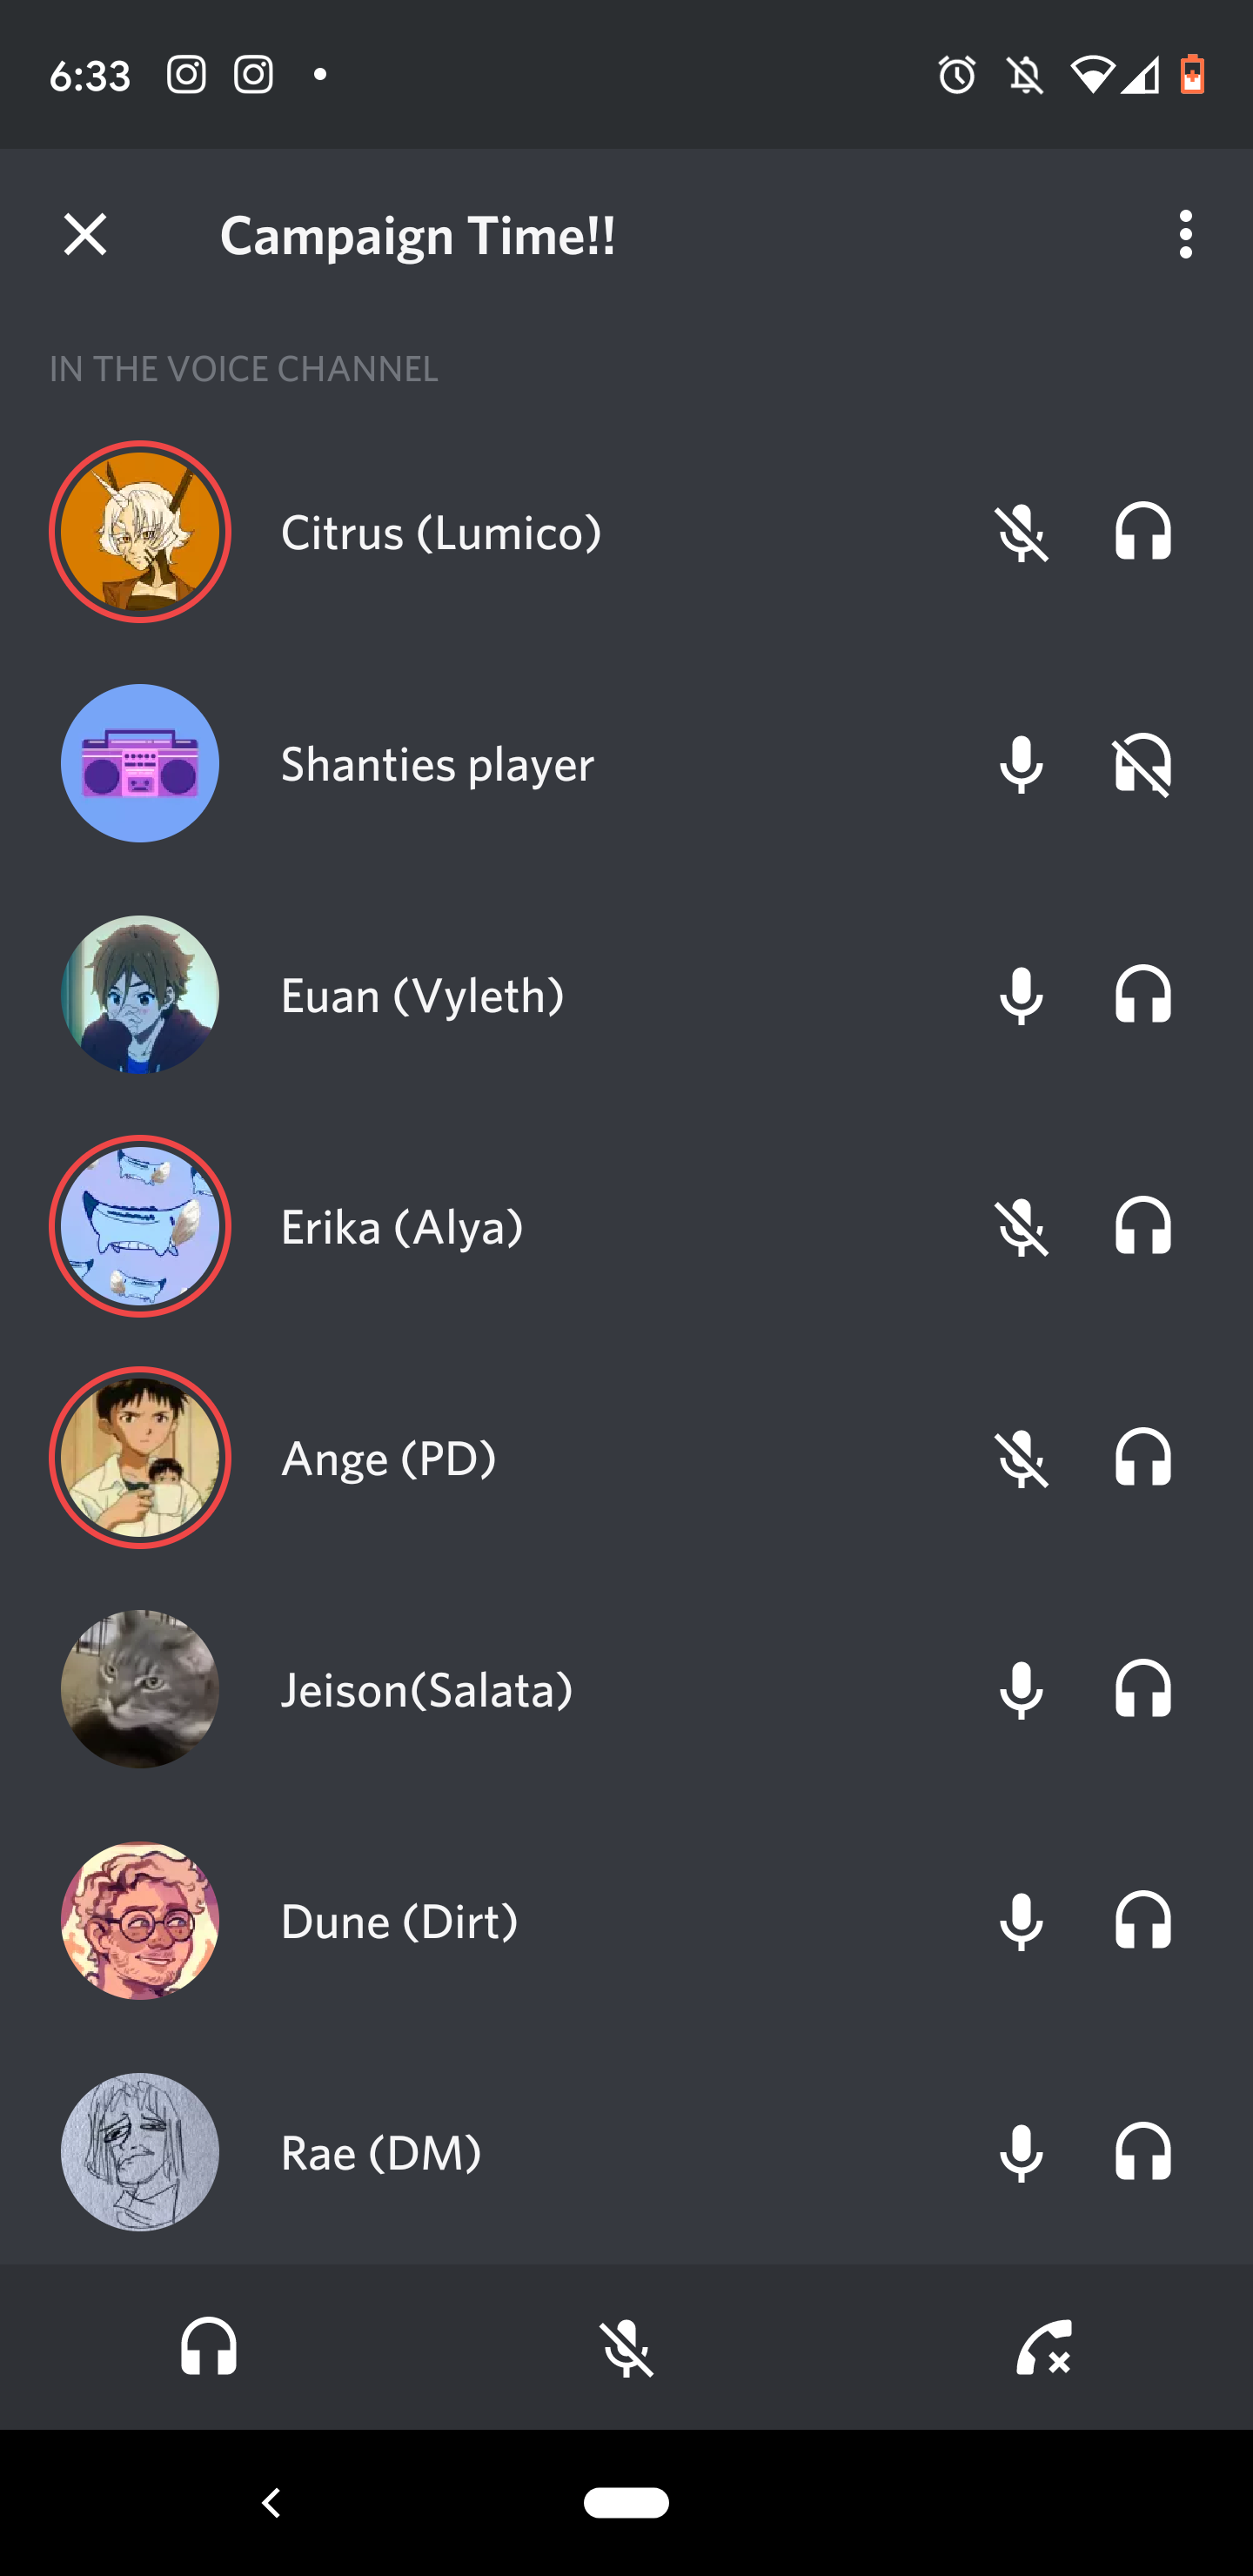 6:33
Campaign Time!!
IN THE VOICE CHANNEL
Citrus (Lumico)
Shanties player
Euan (Vyleth)
Erika (Alya)
Ange (PD)
Jeison(Salata)
Dune (Dirt)
Rae (DM)